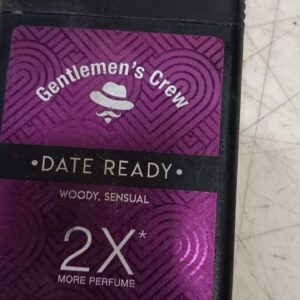 Gentlemen's Crew
•DATE READY•
WOODY, SENSUAL
2X*
MORE PERFUME